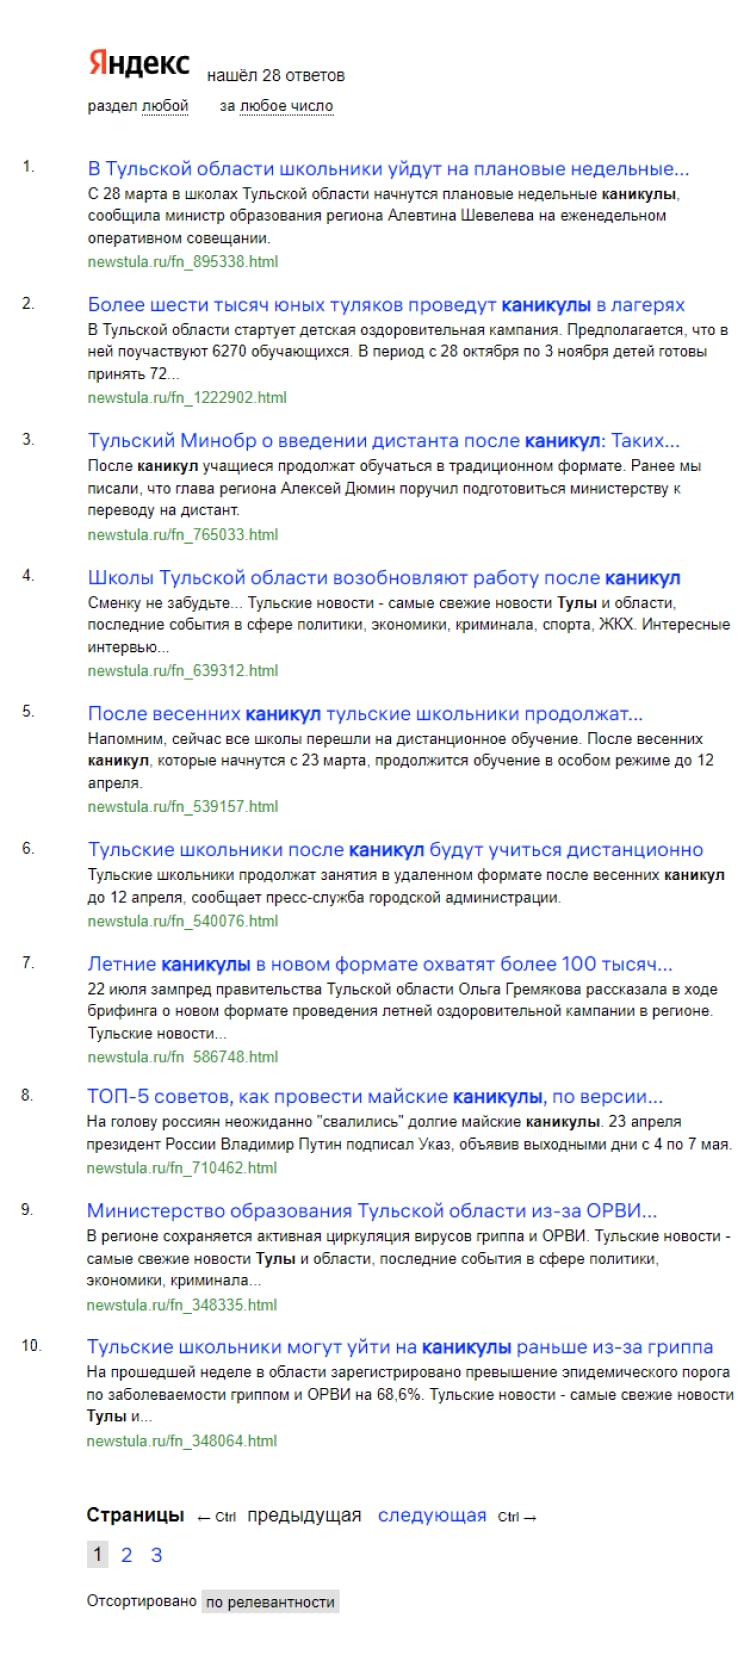 Яндекс нашёл 28 ответов
раздел любой за любое число
1. В Тульской области школьники уйдут на плановые недельные...
С 28 марта в школах Тульской области начнутся плановые недельные каникулы,
сообщила министр образования региона Алевтина Шевелева на еженедельном
оперативном совещании.
newstula.ru/fn_895338.html
2. Более шести тысяч юных туляков проведут каникулы в лагерях
В Тульской области стартует детская оздоровительная кампания. Предполагается, что в
ней поучаствуют 6270 обучающихся. В период с 28 октября по 3 ноября детей готовы
принять 72...
newstula.ru/fn_1222902.html
3. Тульский Минобр о введении дистанта после каникул: Таких...
После каникул учащиеся продолжат обучаться в традиционном формате. Ранее мы
писали, что глава региона Алексей Дюмин поручил подготовиться министерству к
переводу на дистант.
newstula.ru/fn_765033.html
4. Школы Тульской области возобновляют работу после каникул
Сменку не забудьте... Тульские новости - самые свежие новости Тулы и области,
последние события в сфере политики, экономики, криминала, спорта, ЖКХ. Интересные
интервью...
newstula.ru/fn_639312.html
5. После весенних каникул тульские школьники продолжат...
Напомним, сейчас все школы перешли на дистанционное обучение. После весенних
каникул, которые начнутся с 23 марта, продолжится обучение в особом режиме до 12
апреля.
newstula.ru/fn_539157.html
6. Тульские школьники после каникул будут учиться дистанционно
Тульские школьники продолжат занятия в удаленном формате после весенних каникул
до 12 апреля, сообщает пресс-служба городской администрации.
newstula.ru/fn_540076.html
7. Летние каникулы в новом формате охватят более 100 тысяч...
22 июля зампред правительства Тульской области Ольга Гремякова рассказала в ходе
брифинга о новом формате проведения летней оздоровительной кампании в регионе.
Тульские новости...
newstula.ru/fn_586748.html
8. ТОП-5 советов, как провести майские каникулы, по версии...
На голову россиян неожиданно "свалились" долгие майские каникулы. 23 апреля
президент России Владимир Путин подписал Указ, объявив выходными дни с 4 по 7 мая.
newstula.ru/fn_710462.html
9. Министерство образования Тульской области из-за ОРВИ...
В регионе сохраняется активная циркуляция вирусов гриппа и ОРВИ. Тульские новости -
самые свежие новости Тулы и области, последние события в сфере политики,
экономики, криминала...
newstula.ru/fn_348335.html
10. Тульские школьники могут уйти на каникулы раньше из-за гриппа
На прошедшей неделе в области зарегистрировано превышение эпидемического порога
по заболеваемости гриппом и ОРВИ на 68,6%. Тульские новости - самые свежие новости
Тулы и...
newstula.ru/fn_348064.html
Страницы ← Ctrl предыдущая следующая Ctrl →
1 2 3
Отсортировано по релевантности